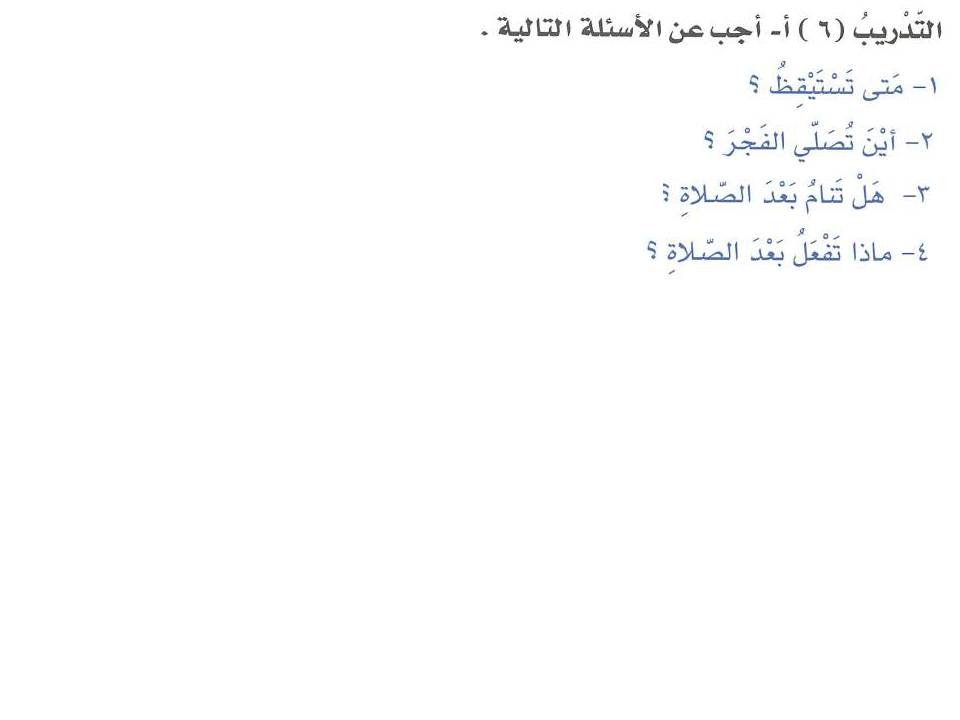 التَّدْرِيبُ ( ٦ ) أ- أجب عن الأسئلة التالية .
١- مَتى تَسْتَيْقِظُ ؟
٢- أيْنَ تُصَلّي الفَجْرَ ؟
٣- هَلْ تَنامُ بَعْدَ الصّلاةِ ؟
٤- ماذا تَفْعَلُ بَعْدَ الصّلاةِ ؟